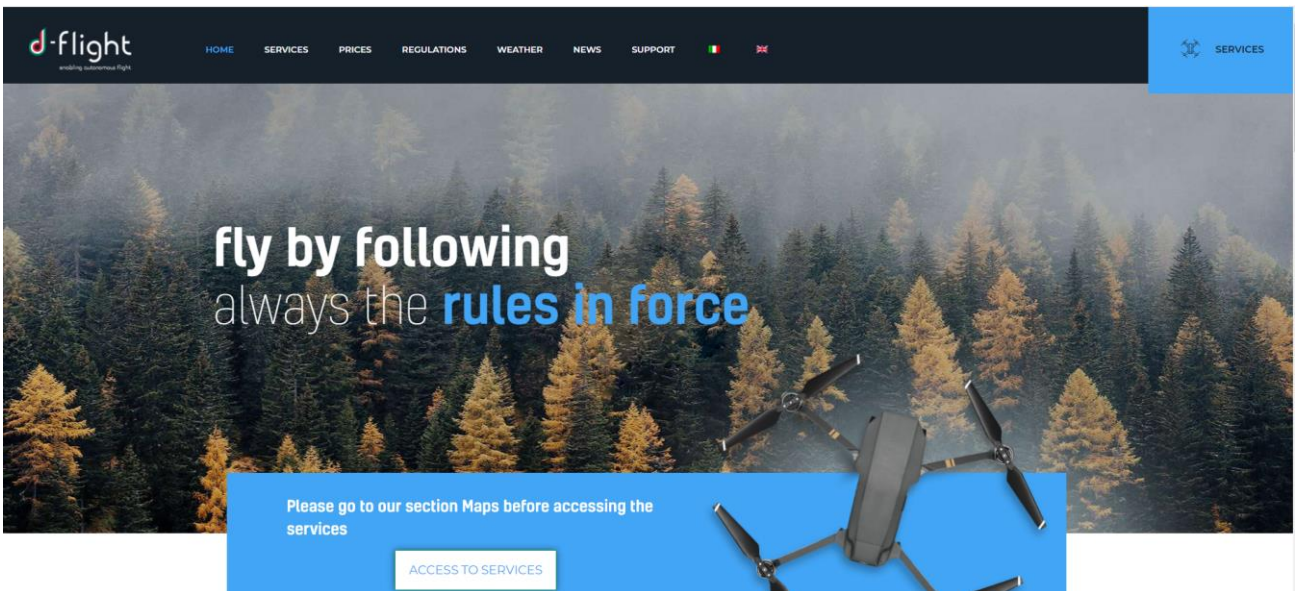 d-flight
enabling autonomous flight
HOME SERVICES PRICES REGULATIONS WEATHER NEWS SUPPORT
SERVICES
fly by following
always the rules in force
Please go to our section Maps before accessing the
services
ACCESS TO SERVICES